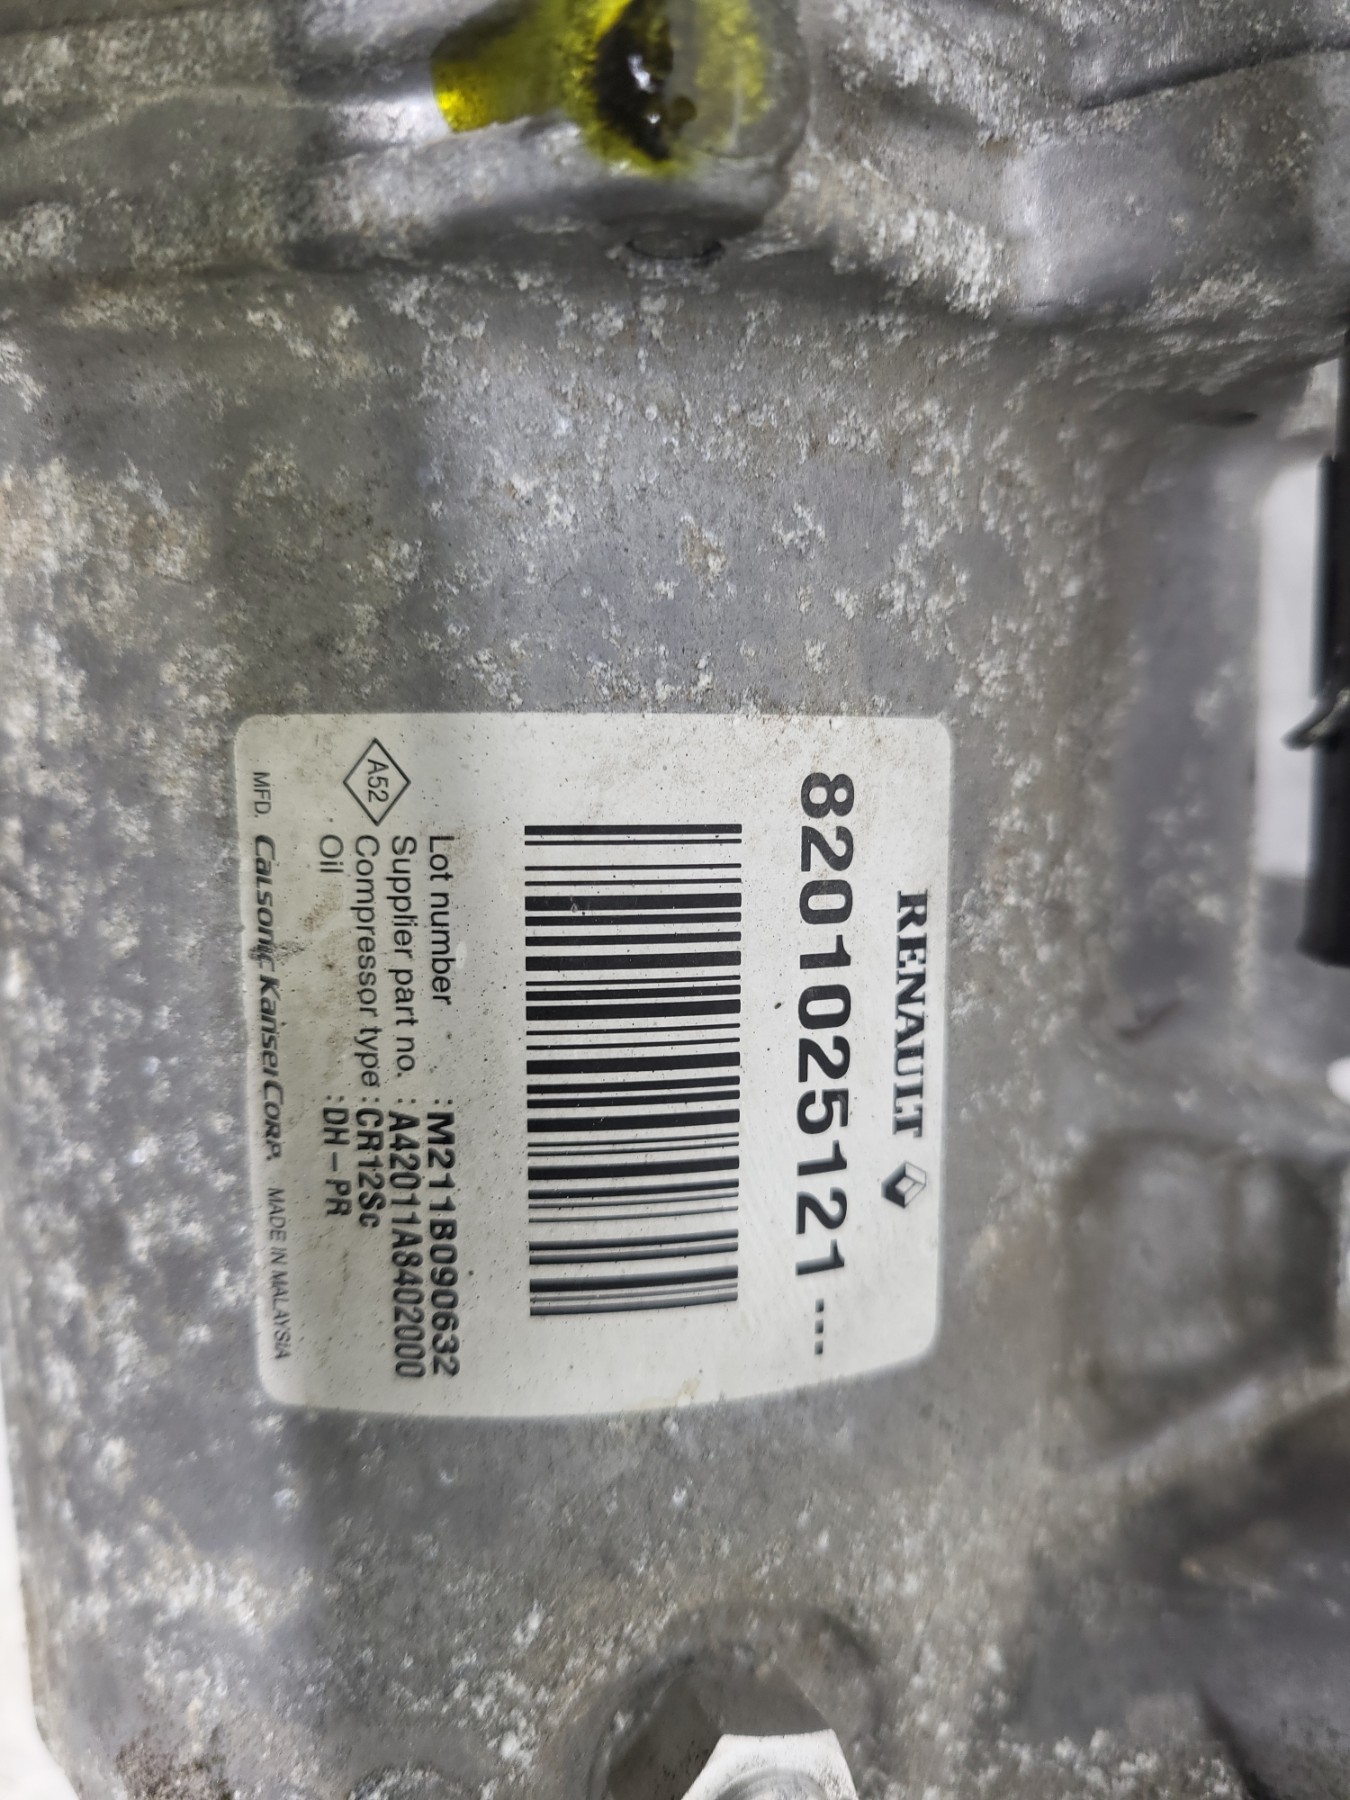 RENAULT
8201025121 ---
Lot number : M211B090632
Supplier part no. : A42011A8402000
A52 Compressor type : CR12Sc
Oil : DH-PR
MFD. CALSONIC KANSEI CORP. MADE IN MALAYSIA